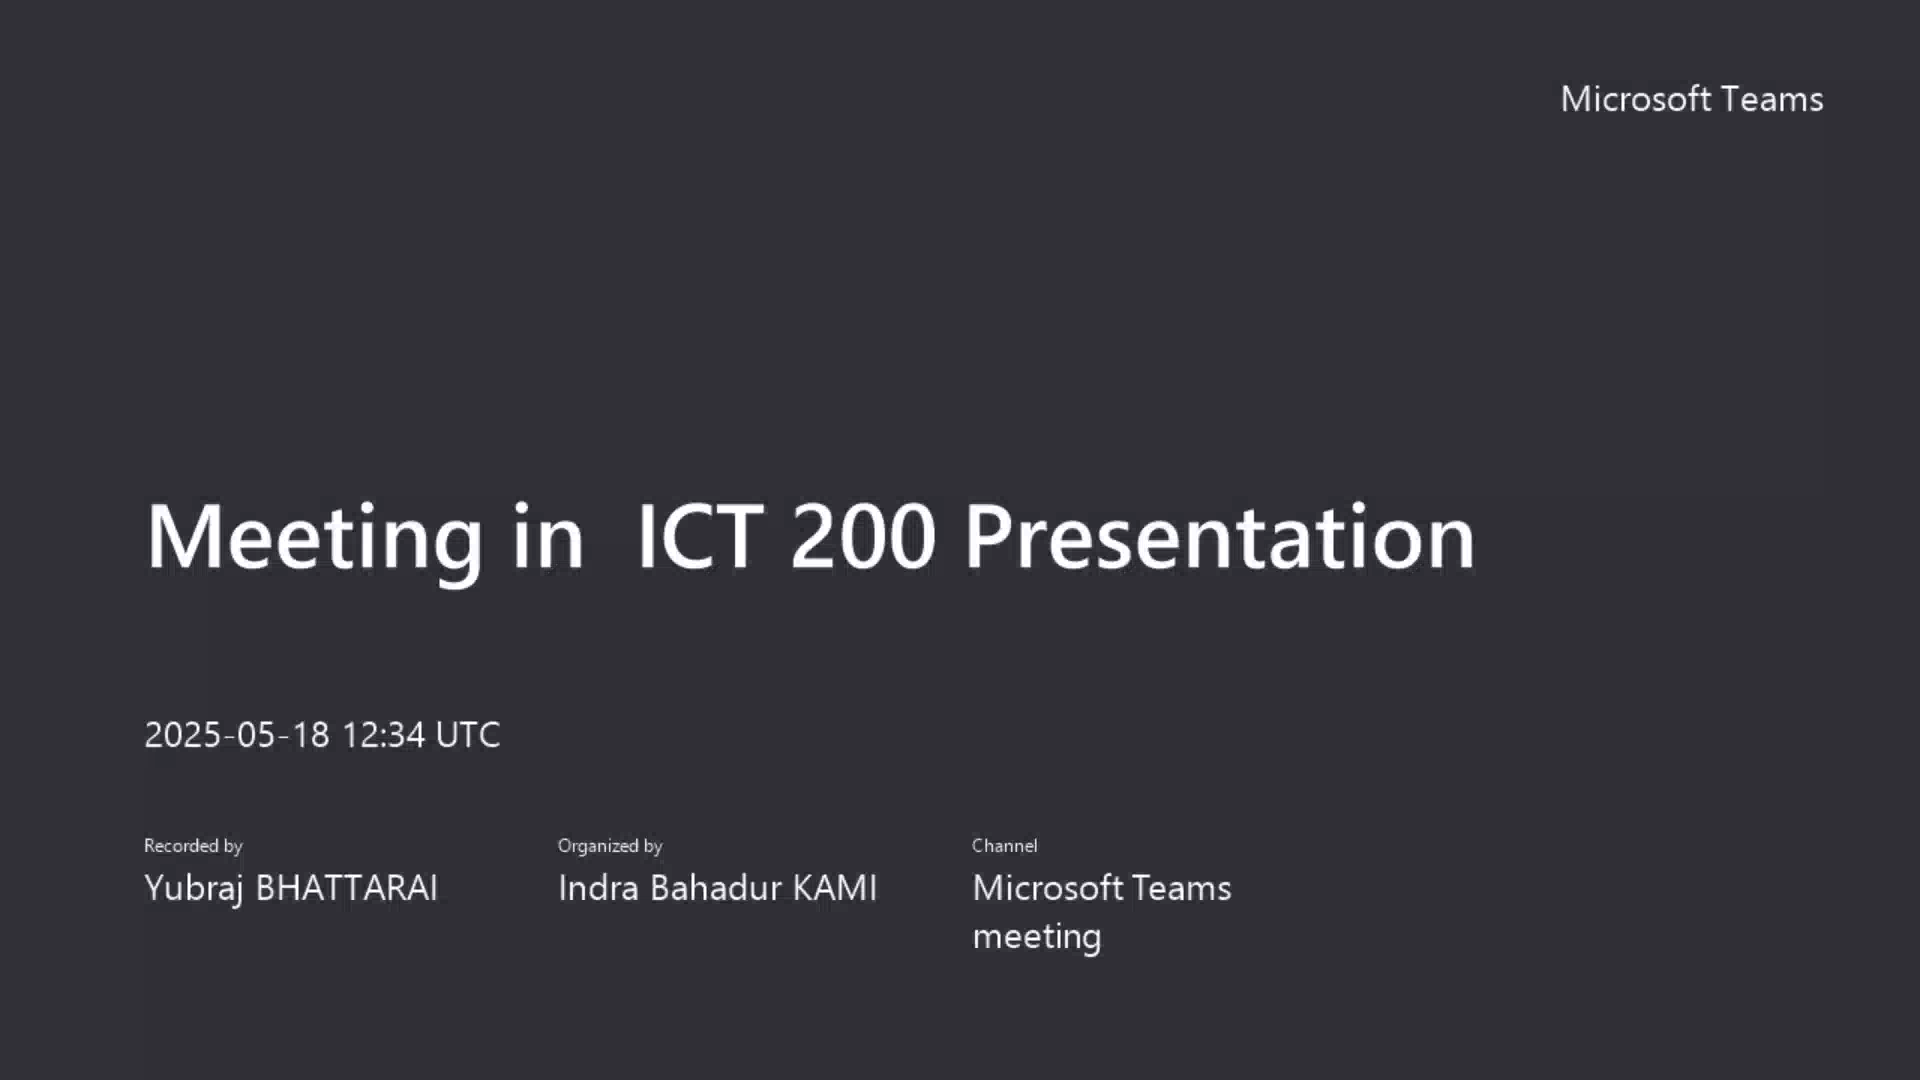 Microsoft Teams
Meeting in  ICT 200 Presentation
2025-05-18 12:34 UTC
Recorded by
Yubraj BHATTARAI
Organized by
Indra Bahadur KAMI
Channel
Microsoft Teams
meeting